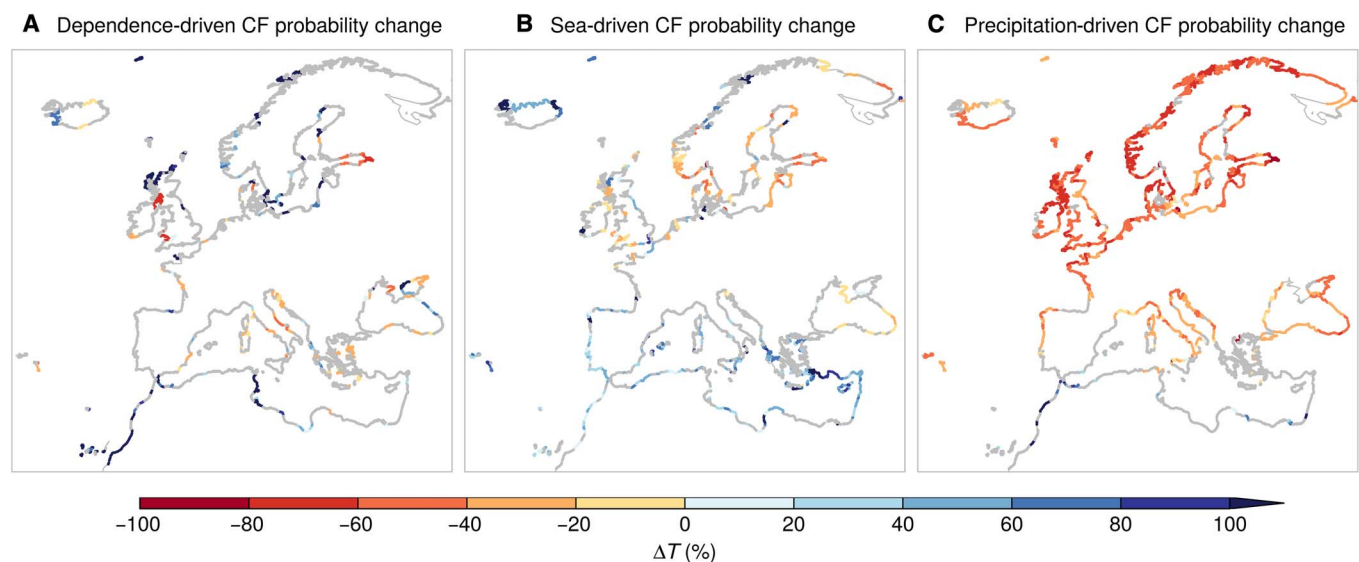 A Dependence-driven CF probability change
B Sea-driven CF probability change
C Precipitation-driven CF probability change
−100 −80 −60 −40 −20 0 20 40 60 80 100
ΔT (%)